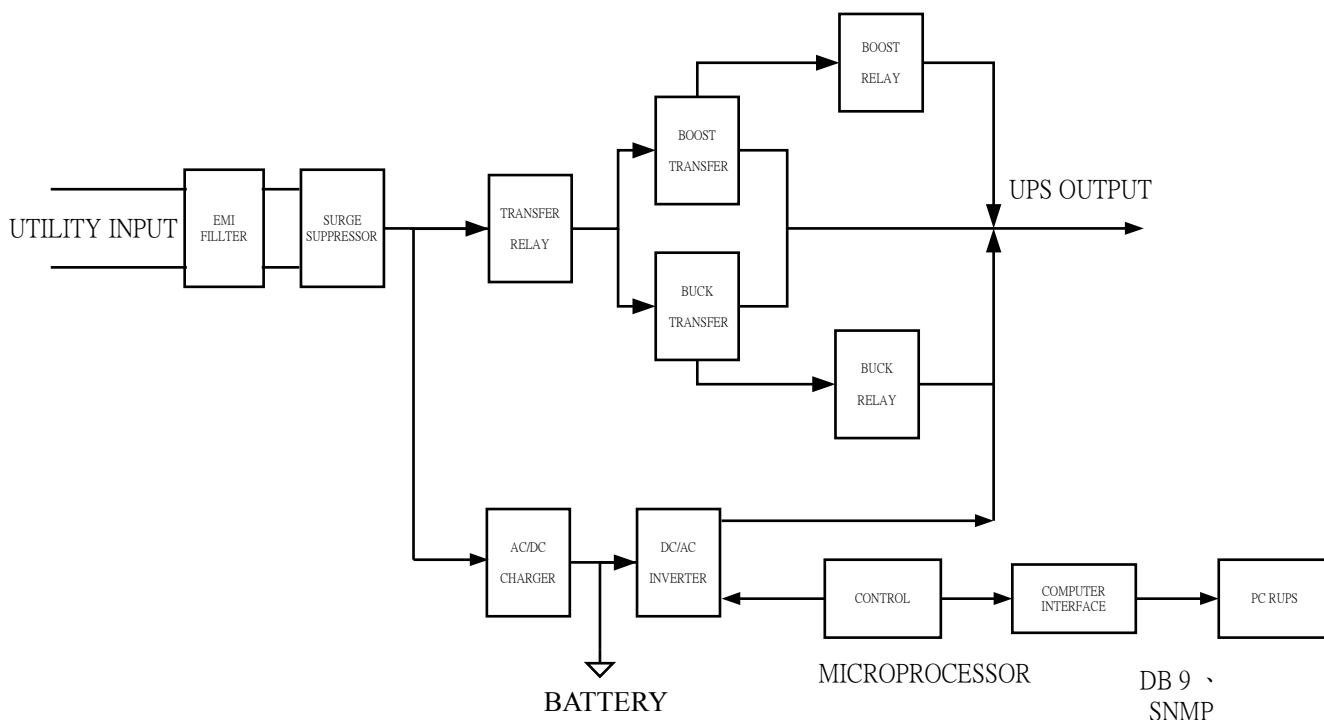 BOOST
RELAY
BOOST
TRANSFER
UPS OUTPUT
UTILITY INPUT
EMI
FILLTER
SURGE
SUPPRESSOR
TRANSFER
RELAY
BUCK
TRANSFER
BUCK
RELAY
AC/DC
CHARGER
DC/AC
INVERTER
CONTROL
COMPUTER
INTERFACE
PC RUPS
MICROPROCESSOR
BATTERY
DB 9 、
SNMP